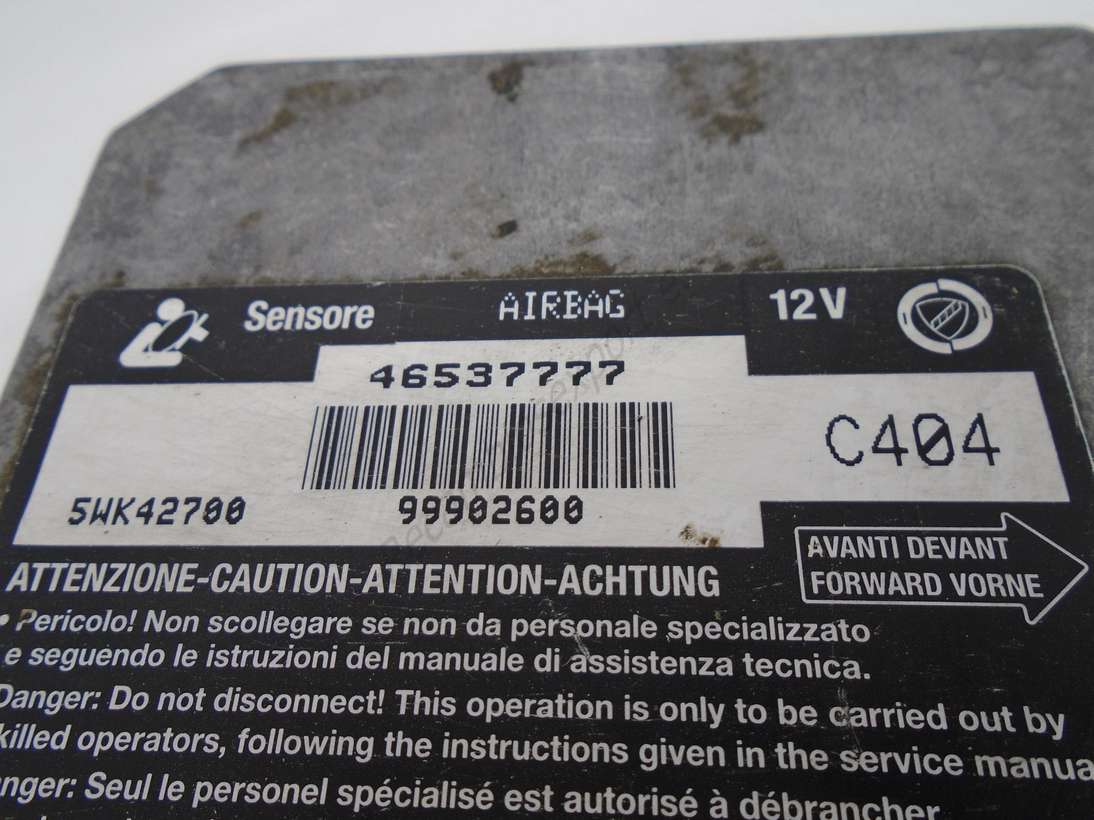 Sensore AIRBAG 12V
46537777
C404
5WK42700 99902600
AVANTI DEVANT
FORWARD VORNE
ATTENZIONE-CAUTION-ATTENTION-ACHTUNG
• Pericolo! Non scollegare se non da personale specializzato
e seguendo le istruzioni del manuale di assistenza tecnica.
Danger: Do not disconnect! This operation is only to be carried out by
killed operators, following the instructions given in the service manua
nger: Seul le personel spécialisé est autorisé à débrancher